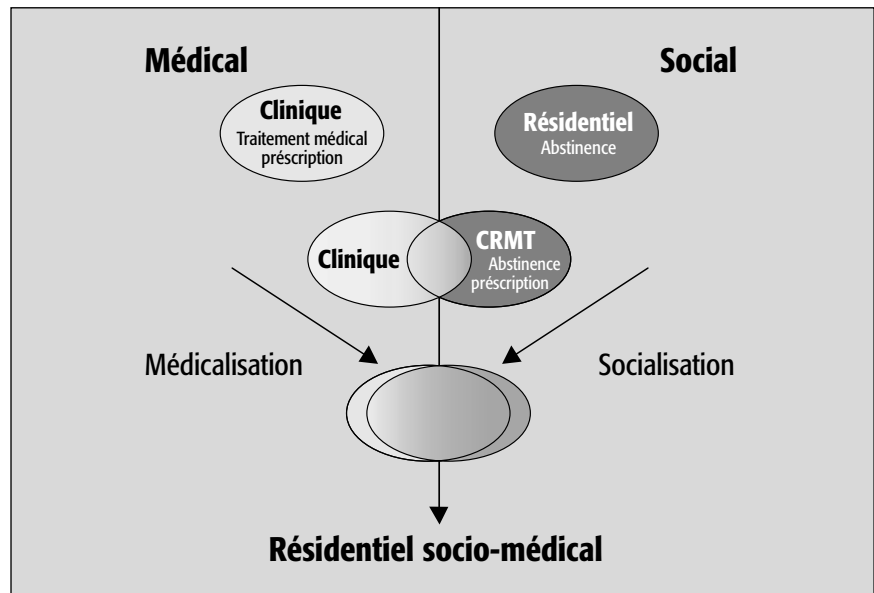 Médical
Social
Clinique
Traitement médical
préscription
Résidentiel
Abstinence
Clinique
CRMT
Abstinence
préscription
Médicalisation
Socialisation
Résidentiel socio-médical